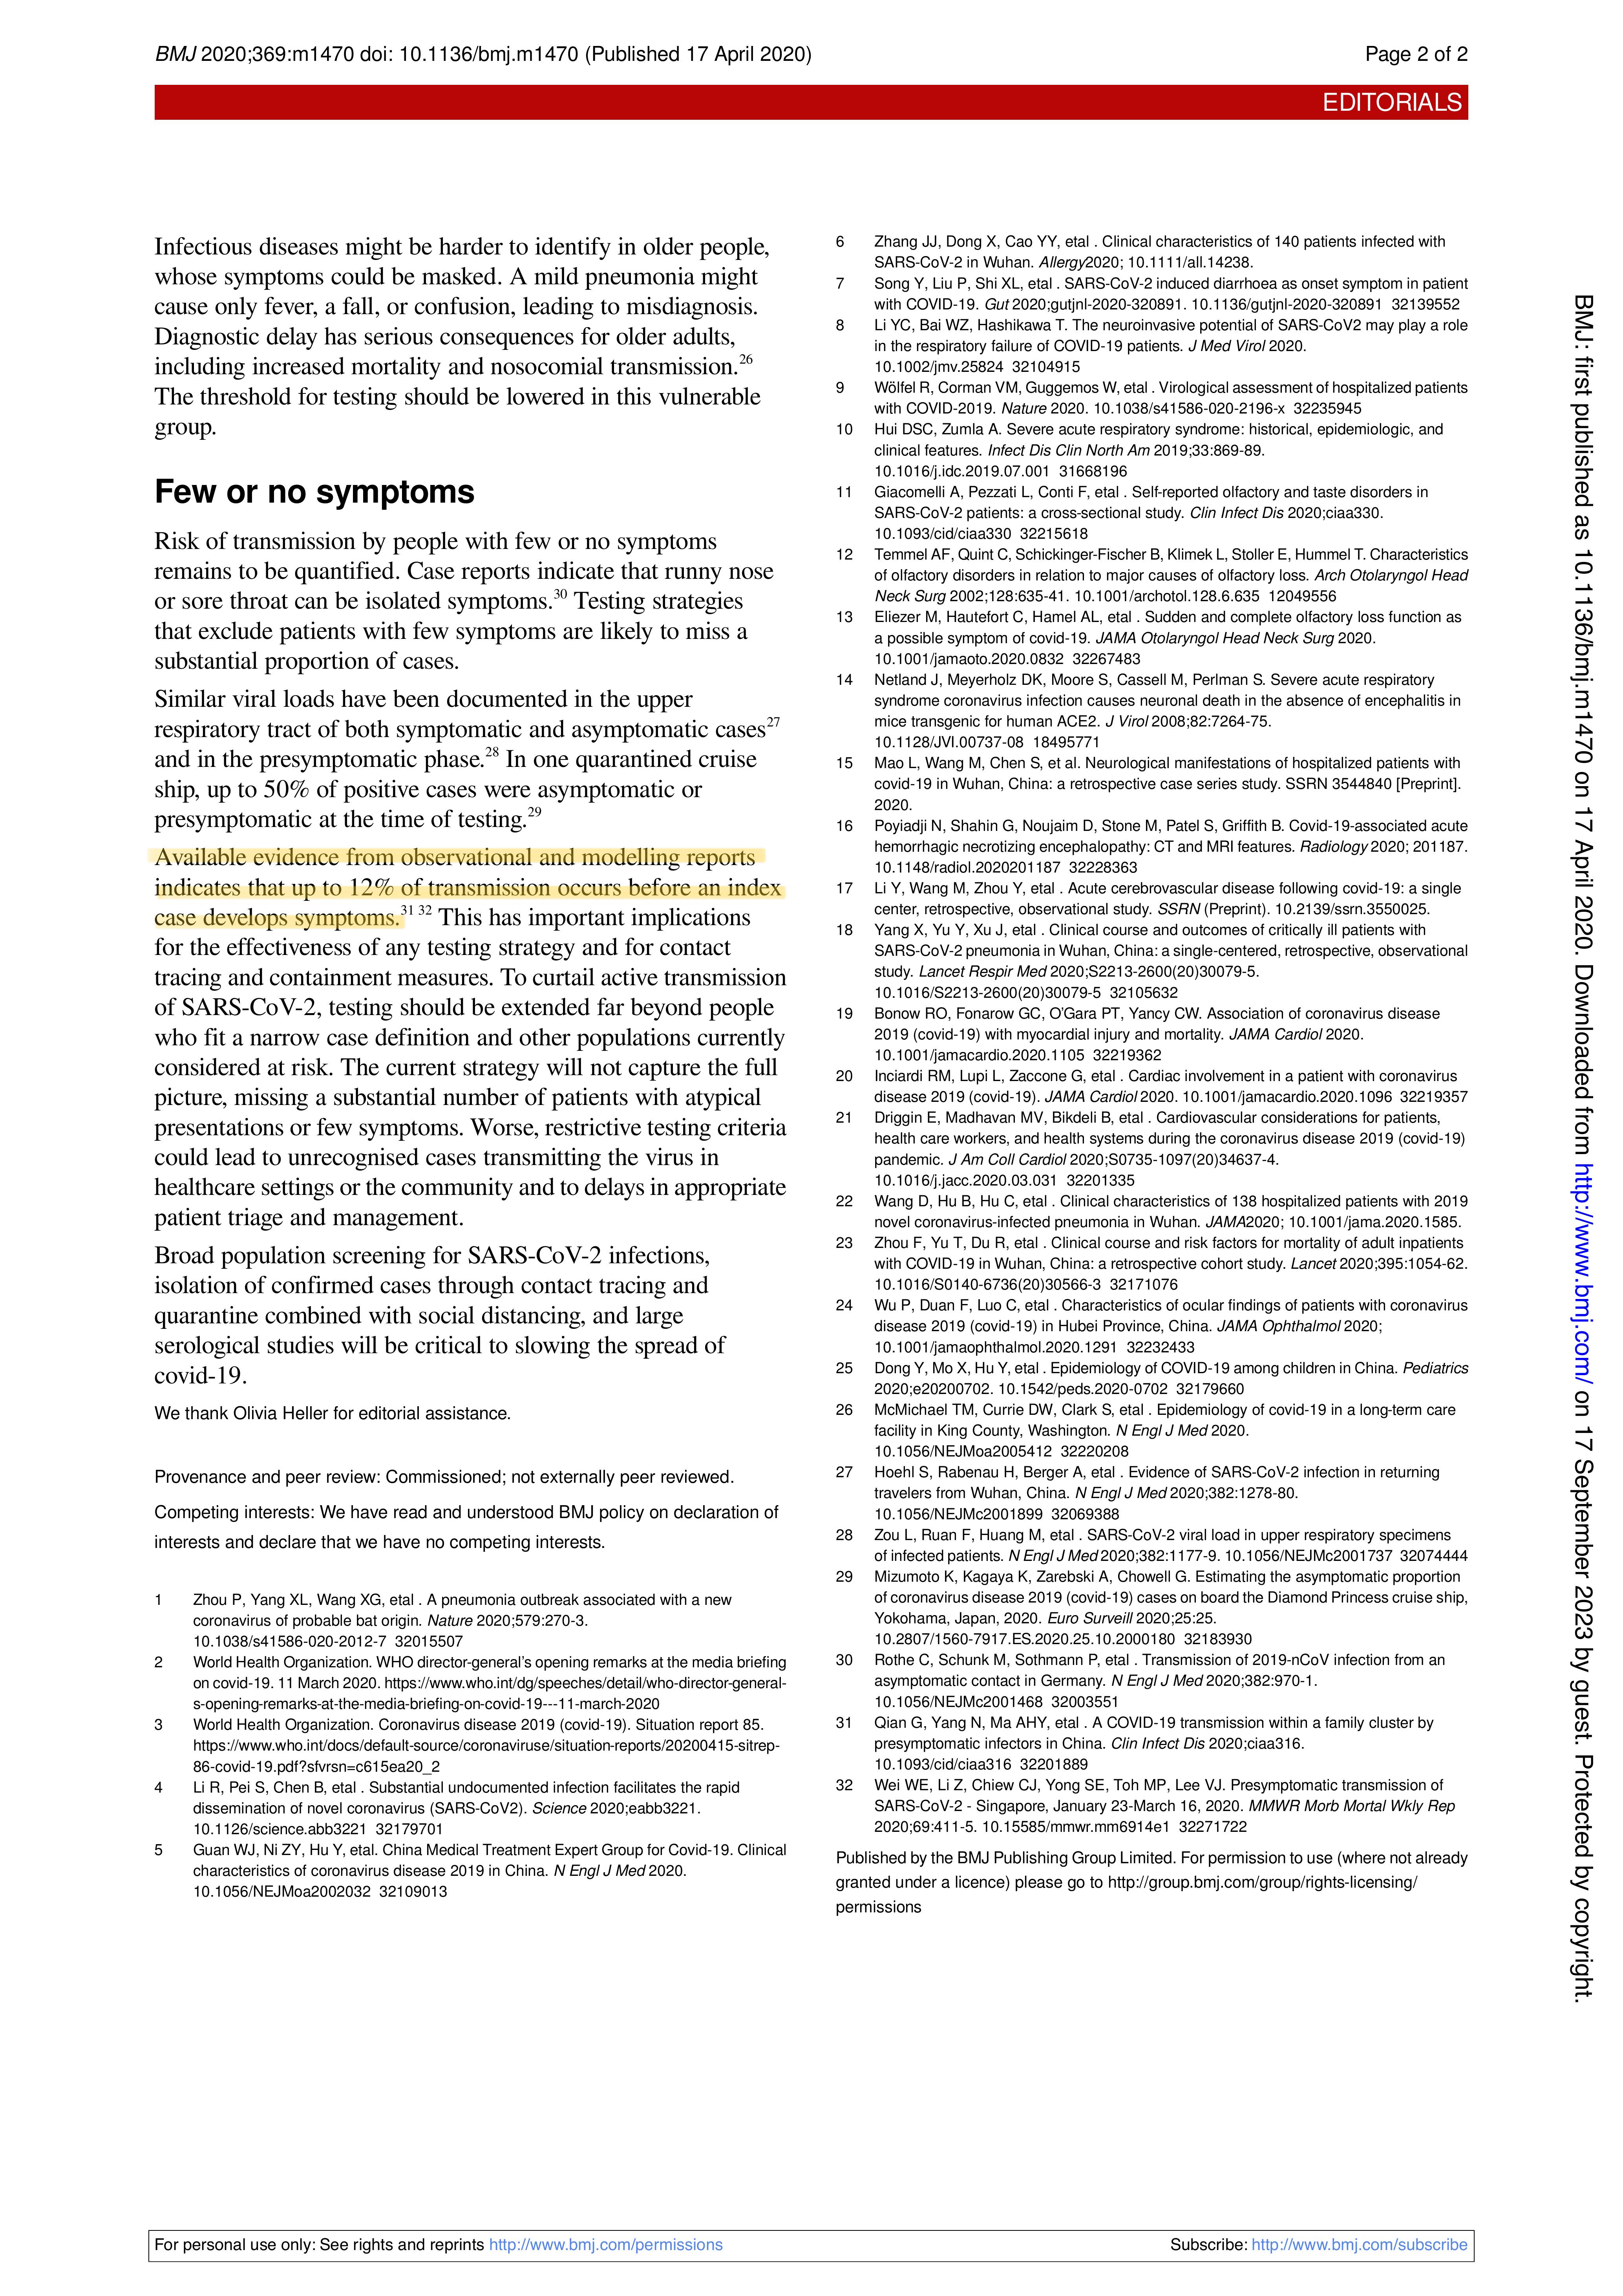 BMJ 2020;369:m1470 doi: 10.1136/bmj.m1470 (Published 17 April 2020)
Page 2 of 2
EDITORIALS
Infectious diseases might be harder to identify in older people,
whose symptoms could be masked. A mild pneumonia might
cause only fever, a fall, or confusion, leading to misdiagnosis.
Diagnostic delay has serious consequences for older adults,
including increased mortality and nosocomial transmission.26
The threshold for testing should be lowered in this vulnerable
group.
Few or no symptoms
Risk of transmission by people with few or no symptoms
remains to be quantified. Case reports indicate that runny nose
or sore throat can be isolated symptoms.30 Testing strategies
that exclude patients with few symptoms are likely to miss a
substantial proportion of cases.
Similar viral loads have been documented in the upper
respiratory tract of both symptomatic and asymptomatic cases27
and in the presymptomatic phase.28 In one quarantined cruise
ship, up to 50% of positive cases were asymptomatic or
presymptomatic at the time of testing.29
Available evidence from observational and modelling reports
indicates that up to 12% of transmission occurs before an index
case develops symptoms.31 32 This has important implications
for the effectiveness of any testing strategy and for contact
tracing and containment measures. To curtail active transmission
of SARS-CoV-2, testing should be extended far beyond people
who fit a narrow case definition and other populations currently
considered at risk. The current strategy will not capture the full
picture, missing a substantial number of patients with atypical
presentations or few symptoms. Worse, restrictive testing criteria
could lead to unrecognised cases transmitting the virus in
healthcare settings or the community and to delays in appropriate
patient triage and management.
Broad population screening for SARS-CoV-2 infections,
isolation of confirmed cases through contact tracing and
quarantine combined with social distancing, and large
serological studies will be critical to slowing the spread of
covid-19.
We thank Olivia Heller for editorial assistance.
Provenance and peer review: Commissioned; not externally peer reviewed.
Competing interests: We have read and understood BMJ policy on declaration of
interests and declare that we have no competing interests.
1 Zhou P, Yang XL, Wang XG, etal . A pneumonia outbreak associated with a new
coronavirus of probable bat origin. Nature 2020;579:270-3.
10.1038/s41586-020-2012-7 32015507
2 World Health Organization. WHO director-general's opening remarks at the media briefing
on covid-19. 11 March 2020. https://www.who.int/dg/speeches/detail/who-director-general-
s-opening-remarks-at-the-media-briefing-on-covid-19---11-march-2020
3 World Health Organization. Coronavirus disease 2019 (covid-19). Situation report 85.
https://www.who.int/docs/default-source/coronaviruse/situation-reports/20200415-sitrep-
86-covid-19.pdf?sfvrsn=c615ea20_2
4 Li R, Pei S, Chen B, etal . Substantial undocumented infection facilitates the rapid
dissemination of novel coronavirus (SARS-CoV2). Science 2020;eabb3221.
10.1126/science.abb3221 32179701
5 Guan WJ, Ni ZY, Hu Y, etal. China Medical Treatment Expert Group for Covid-19. Clinical
characteristics of coronavirus disease 2019 in China. N Engl J Med 2020.
10.1056/NEJMoa2002032 32109013
6 Zhang JJ, Dong X, Cao YY, etal . Clinical characteristics of 140 patients infected with
SARS-CoV-2 in Wuhan. Allergy2020; 10.1111/all.14238.
7 Song Y, Liu P, Shi XL, etal . SARS-CoV-2 induced diarrhoea as onset symptom in patient
with COVID-19. Gut 2020;gutjnl-2020-320891. 10.1136/gutjnl-2020-320891 32139552
8 Li YC, Bai WZ, Hashikawa T. The neuroinvasive potential of SARS-CoV2 may play a role
in the respiratory failure of COVID-19 patients. J Med Virol 2020.
10.1002/jmv.25824 32104915
9 Wölfel R, Corman VM, Guggemos W, etal . Virological assessment of hospitalized patients
with COVID-2019. Nature 2020. 10.1038/s41586-020-2196-x 32235945
10 Hui DSC, Zumla A. Severe acute respiratory syndrome: historical, epidemiologic, and
clinical features. Infect Dis Clin North Am 2019;33:869-89.
10.1016/j.idc.2019.07.001 31668196
11 Giacomelli A, Pezzati L, Conti F, etal . Self-reported olfactory and taste disorders in
SARS-CoV-2 patients: a cross-sectional study. Clin Infect Dis 2020;ciaa330.
10.1093/cid/ciaa330 32215618
12 Temmel AF, Quint C, Schickinger-Fischer B, Klimek L, Stoller E, Hummel T. Characteristics
of olfactory disorders in relation to major causes of olfactory loss. Arch Otolaryngol Head
Neck Surg 2002;128:635-41. 10.1001/archotol.128.6.635 12049556
13 Eliezer M, Hautefort C, Hamel AL, etal . Sudden and complete olfactory loss function as
a possible symptom of covid-19. JAMA Otolaryngol Head Neck Surg 2020.
10.1001/jamaoto.2020.0832 32267483
14 Netland J, Meyerholz DK, Moore S, Cassell M, Perlman S. Severe acute respiratory
syndrome coronavirus infection causes neuronal death in the absence of encephalitis in
mice transgenic for human ACE2. J Virol 2008;82:7264-75.
10.1128/JVI.00737-08 18495771
15 Mao L, Wang M, Chen S, et al. Neurological manifestations of hospitalized patients with
covid-19 in Wuhan, China: a retrospective case series study. SSRN 3544840 [Preprint].
2020.
16 Poyiadji N, Shahin G, Noujaim D, Stone M, Patel S, Griffith B. Covid-19-associated acute
hemorrhagic necrotizing encephalopathy: CT and MRI features. Radiology 2020; 201187.
10.1148/radiol.2020201187 32228363
17 Li Y, Wang M, Zhou Y, etal . Acute cerebrovascular disease following covid-19: a single
center, retrospective, observational study. SSRN (Preprint). 10.2139/ssrn.3550025.
18 Yang X, Yu Y, Xu J, etal . Clinical course and outcomes of critically ill patients with
SARS-CoV-2 pneumonia in Wuhan, China: a single-centered, retrospective, observational
study. Lancet Respir Med 2020;S2213-2600(20)30079-5.
10.1016/S2213-2600(20)30079-5 32105632
19 Bonow RO, Fonarow GC, O'Gara PT, Yancy CW. Association of coronavirus disease
2019 (covid-19) with myocardial injury and mortality. JAMA Cardiol 2020.
10.1001/jamacardio.2020.1105 32219362
20 Inciardi RM, Lupi L, Zaccone G, etal . Cardiac involvement in a patient with coronavirus
disease 2019 (covid-19). JAMA Cardiol 2020. 10.1001/jamacardio.2020.1096 32219357
21 Driggin E, Madhavan MV, Bikdeli B, etal . Cardiovascular considerations for patients,
health care workers, and health systems during the coronavirus disease 2019 (covid-19)
pandemic. J Am Coll Cardiol 2020;S0735-1097(20)34637-4.
10.1016/j.jacc.2020.03.031 32201335
22 Wang D, Hu B, Hu C, etal . Clinical characteristics of 138 hospitalized patients with 2019
novel coronavirus-infected pneumonia in Wuhan. JAMA2020; 10.1001/jama.2020.1585.
23 Zhou F, Yu T, Du R, etal . Clinical course and risk factors for mortality of adult inpatients
with COVID-19 in Wuhan, China: a retrospective cohort study. Lancet 2020;395:1054-62.
10.1016/S0140-6736(20)30566-3 32171076
24 Wu P, Duan F, Luo C, etal . Characteristics of ocular findings of patients with coronavirus
disease 2019 (covid-19) in Hubei Province, China. JAMA Ophthalmol 2020;
10.1001/jamaophthalmol.2020.1291 32232433
25 Dong Y, Mo X, Hu Y, etal . Epidemiology of COVID-19 among children in China. Pediatrics
2020;e20200702. 10.1542/peds.2020-0702 32179660
26 McMichael TM, Currie DW, Clark S, etal . Epidemiology of covid-19 in a long-term care
facility in King County, Washington. N Engl J Med 2020.
10.1056/NEJMoa2005412 32220208
27 Hoehl S, Rabenau H, Berger A, etal . Evidence of SARS-CoV-2 infection in returning
travelers from Wuhan, China. N Engl J Med 2020;382:1278-80.
10.1056/NEJMc2001899 32069388
28 Zou L, Ruan F, Huang M, etal . SARS-CoV-2 viral load in upper respiratory specimens
of infected patients. N Engl J Med 2020;382:1177-9. 10.1056/NEJMc2001737 32074444
29 Mizumoto K, Kagaya K, Zarebski A, Chowell G. Estimating the asymptomatic proportion
of coronavirus disease 2019 (covid-19) cases on board the Diamond Princess cruise ship,
Yokohama, Japan, 2020. Euro Surveill 2020;25:25.
10.2807/1560-7917.ES.2020.25.10.2000180 32183930
30 Rothe C, Schunk M, Sothmann P, etal . Transmission of 2019-nCoV infection from an
asymptomatic contact in Germany. N Engl J Med 2020;382:970-1.
10.1056/NEJMc2001468 32003551
31 Qian G, Yang N, Ma AHY, etal . A COVID-19 transmission within a family cluster by
presymptomatic infectors in China. Clin Infect Dis 2020;ciaa316.
10.1093/cid/ciaa316 32201889
32 Wei WE, Li Z, Chiew CJ, Yong SE, Toh MP, Lee VJ. Presymptomatic transmission of
SARS-CoV-2 - Singapore, January 23-March 16, 2020. MMWR Morb Mortal Wkly Rep
2020;69:411-5. 10.15585/mmwr.mm6914e1 32271722
Published by the BMJ Publishing Group Limited. For permission to use (where not already
granted under a licence) please go to http://group.bmj.com/group/rights-licensing/
permissions
BMJ: first published as 10.1136/bmj.m1470 on 17 April 2020. Downloaded from http://www.bmj.com/ on 17 September 2023 by guest. Protected by copyright.
For personal use only: See rights and reprints http://www.bmj.com/permissions
Subscribe: http://www.bmj.com/subscribe